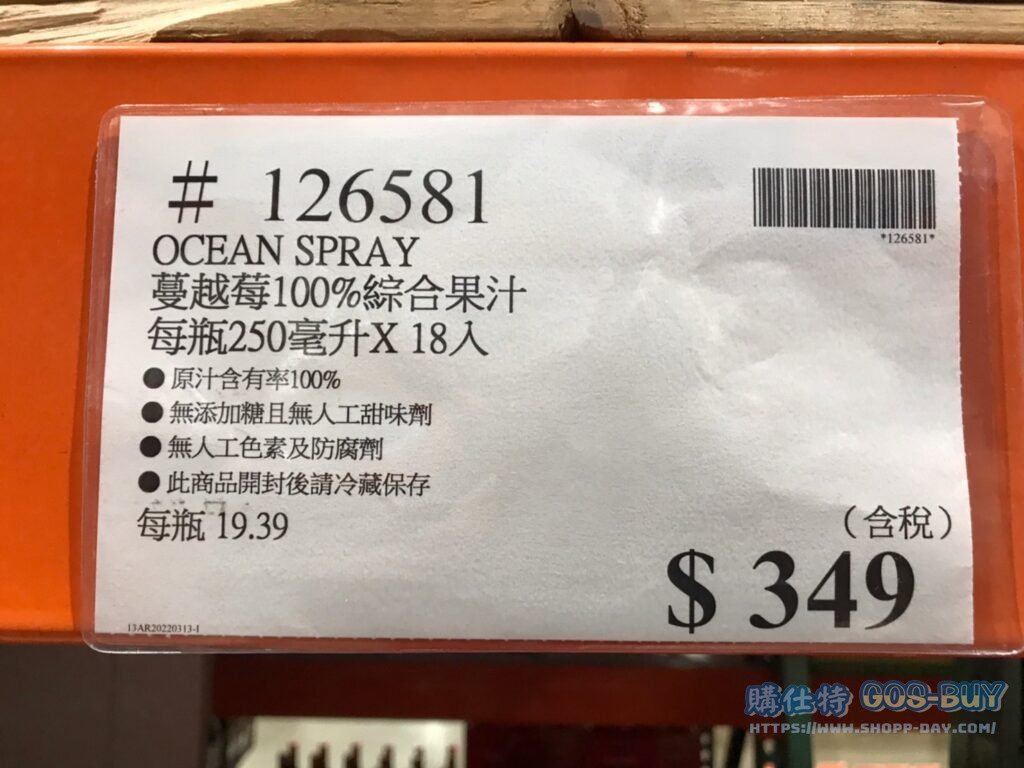 # 126581
*126581*
OCEAN SPRAY
蔓越莓100%綜合果汁
每瓶250毫升X 18入
● 原汁含有率100%
● 無添加糖且無人工甜味劑
● 無人工色素及防腐劑
● 此商品開封後請冷藏保存
每瓶 19.39
（含稅）
$ 349
13AR20220313-1
購仕特 GOS-BUY
HTTPS://WWW.SHOPP-DAY.COM/